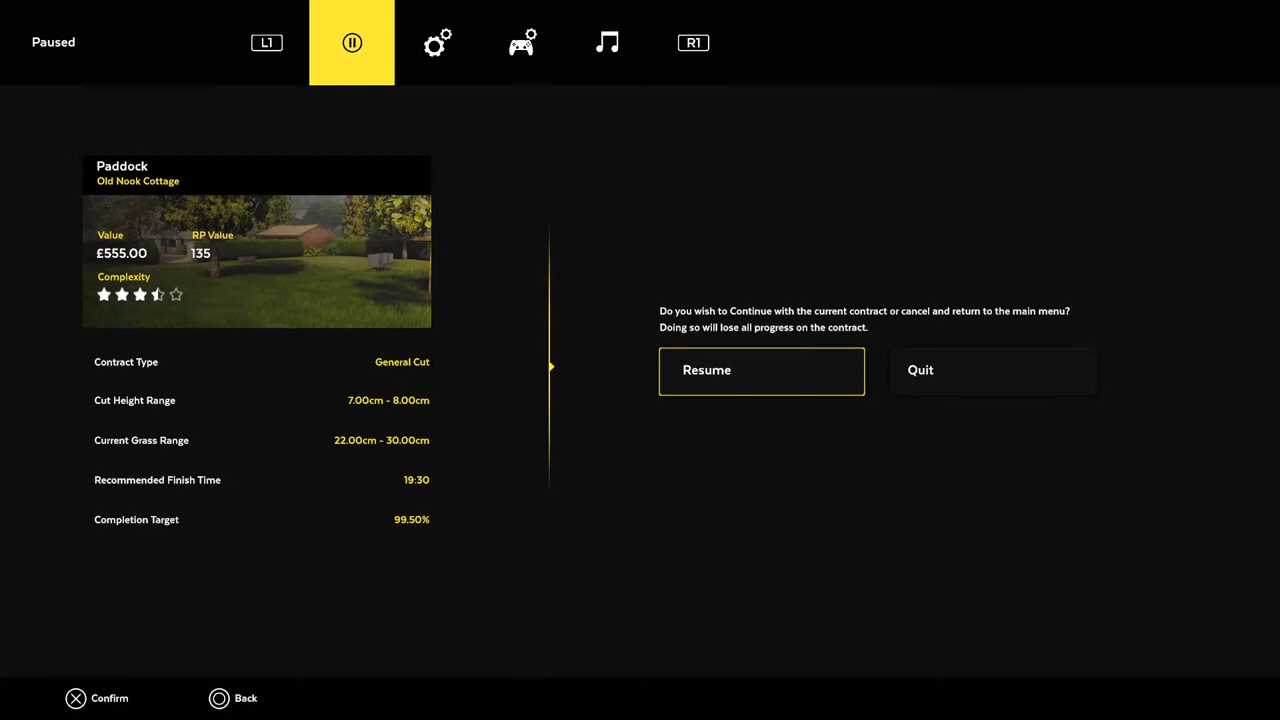 Paused
L1
R1
Paddock
Old Nook Cottage
Value
RP Value
£555.00
135
Complexity
Contract Type
General Cut
Cut Height Range
7.00cm - 8.00cm
Current Grass Range
22.00cm - 30.00cm
Recommended Finish Time
19:30
Completion Target
99.50%
Do you wish to Continue with the current contract or cancel and return to the main menu?
Doing so will lose all progress on the contract.
Resume
Quit
Confirm
Back